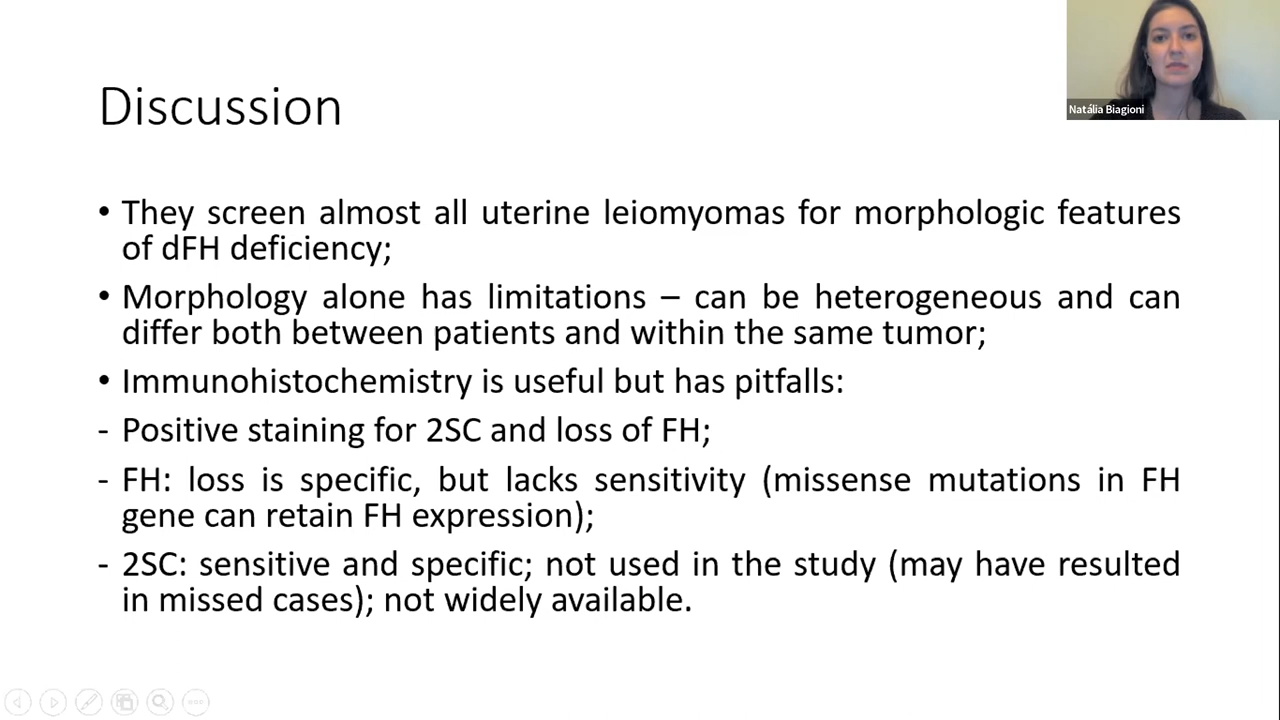 Natália Biagioni
Discussion
• They screen almost all uterine leiomyomas for morphologic features
of dFH deficiency;
• Morphology alone has limitations – can be heterogeneous and can
differ both between patients and within the same tumor;
• Immunohistochemistry is useful but has pitfalls:
- Positive staining for 2SC and loss of FH;
- FH: loss is specific, but lacks sensitivity (missense mutations in FH
gene can retain FH expression);
- 2SC: sensitive and specific; not used in the study (may have resulted
in missed cases); not widely available.